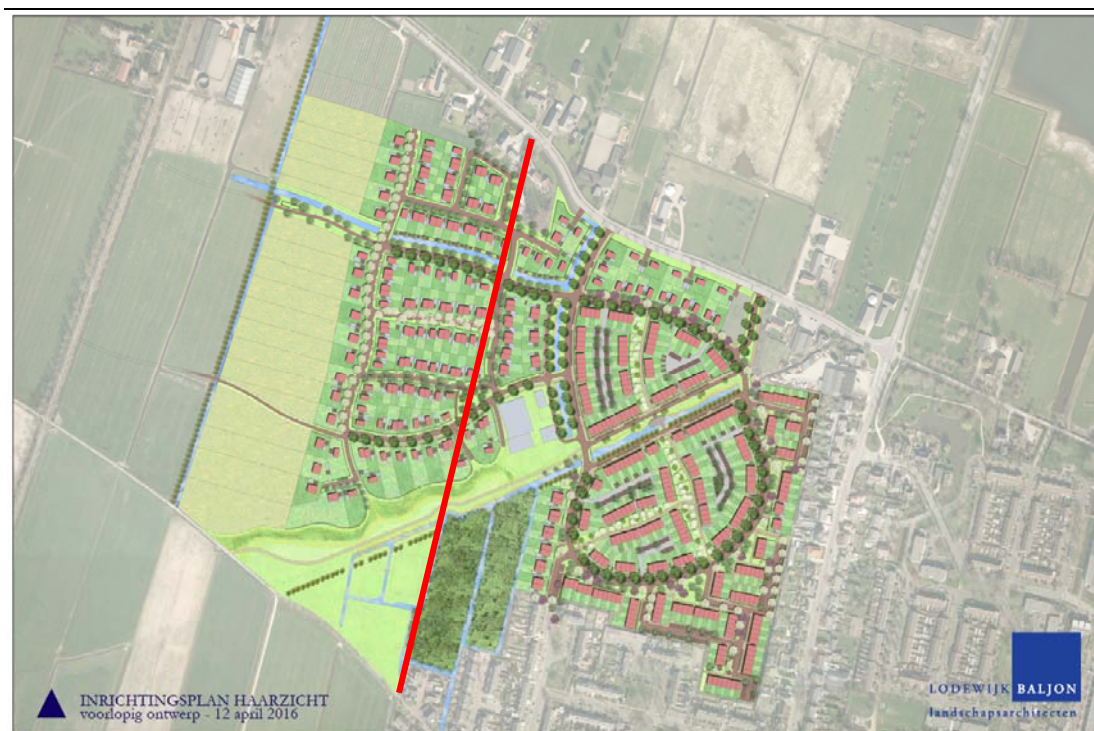 INRICHTINGSPLAN HAARZICHT
voorlopig ontwerp - 12 april 2016
LODEWIJK BALJON
landschapsarchitecten